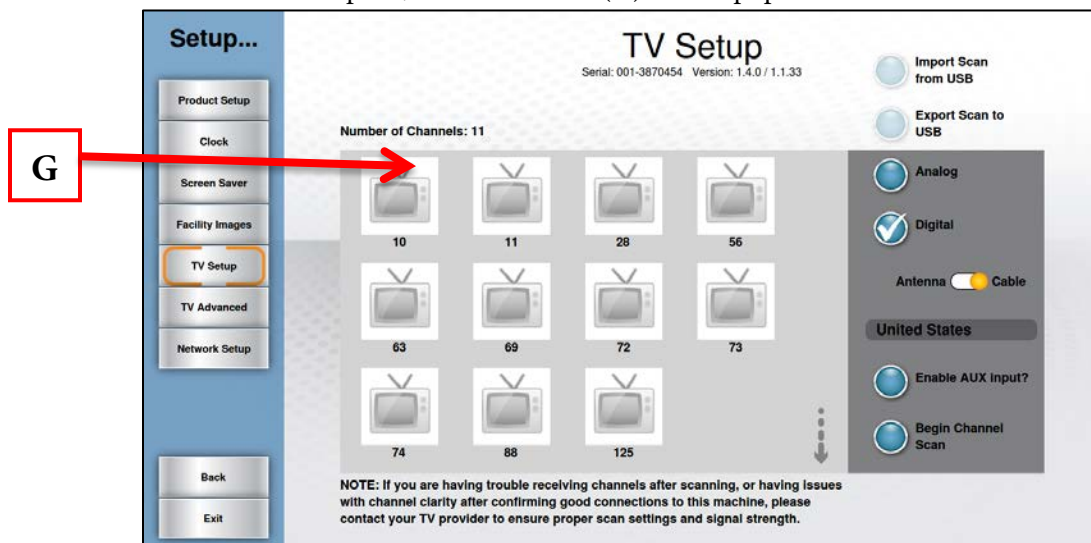 Setup...
TV Setup
Serial: 001-3870454 Version: 1.4.0 / 1.1.33
Import Scan
from USB
Export Scan to
USB
Product Setup
Clock
Screen Saver
Facility Images
TV Setup
TV Advanced
Network Setup
Back
Exit
G
Number of Channels: 11
10 11 28 56
63 69 72 73
74 88 125
Analog
Digital
Antenna Cable
United States
Enable AUX Input?
Begin Channel
Scan
NOTE: If you are having trouble receiving channels after scanning, or having issues
with channel clarity after confirming good connections to this machine, please
contact your TV provider to ensure proper scan settings and signal strength.